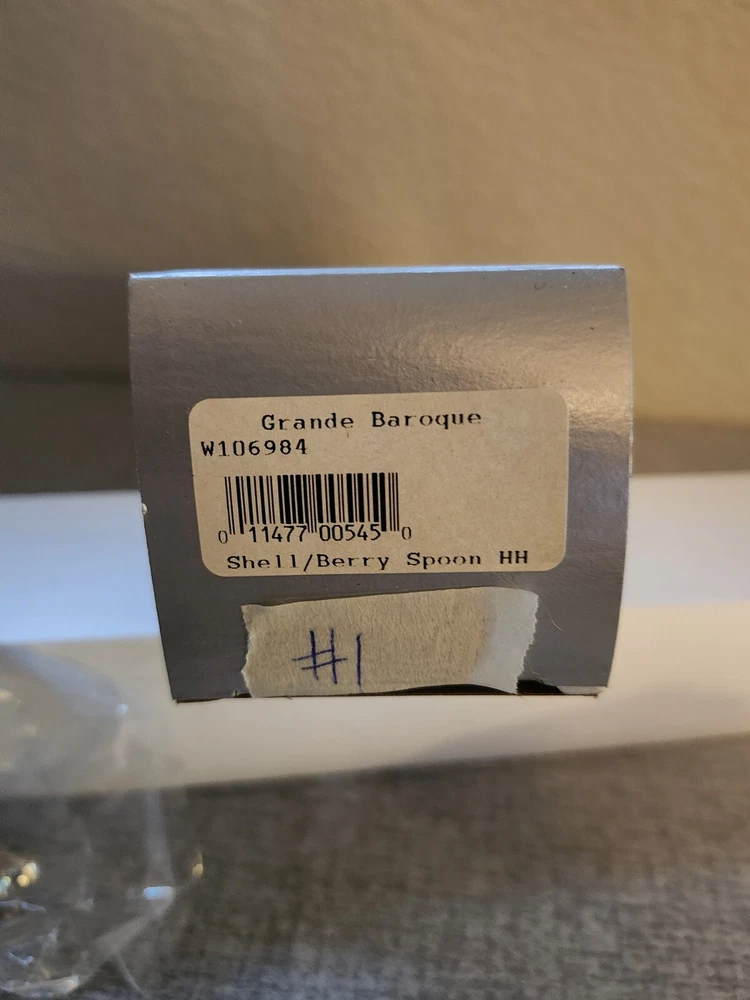 Grande Baroque
W106984
0 11477 00545 0
Shell/Berry Spoon HH
#1